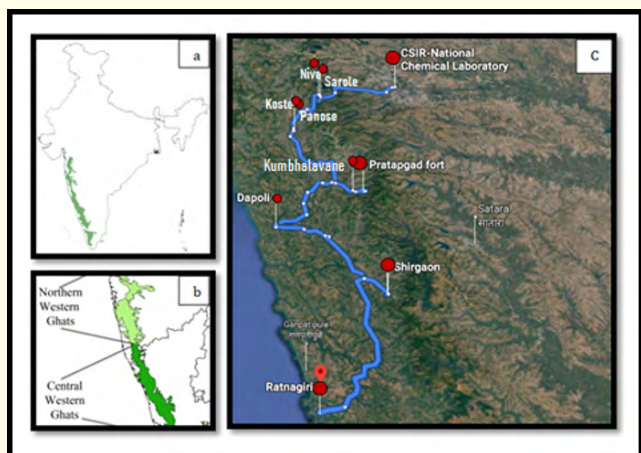 a
Northern
Western
Ghats
b
Central
Western
Ghats
C
CSIR-National
Chemical Laboratory
Nive
Sarole
Koste
Panose
Kumbhalavane
Pratapgad fort
Dapoli
Satara
सातारा
Shirgaon
Ganpatipule
Ratnagiri